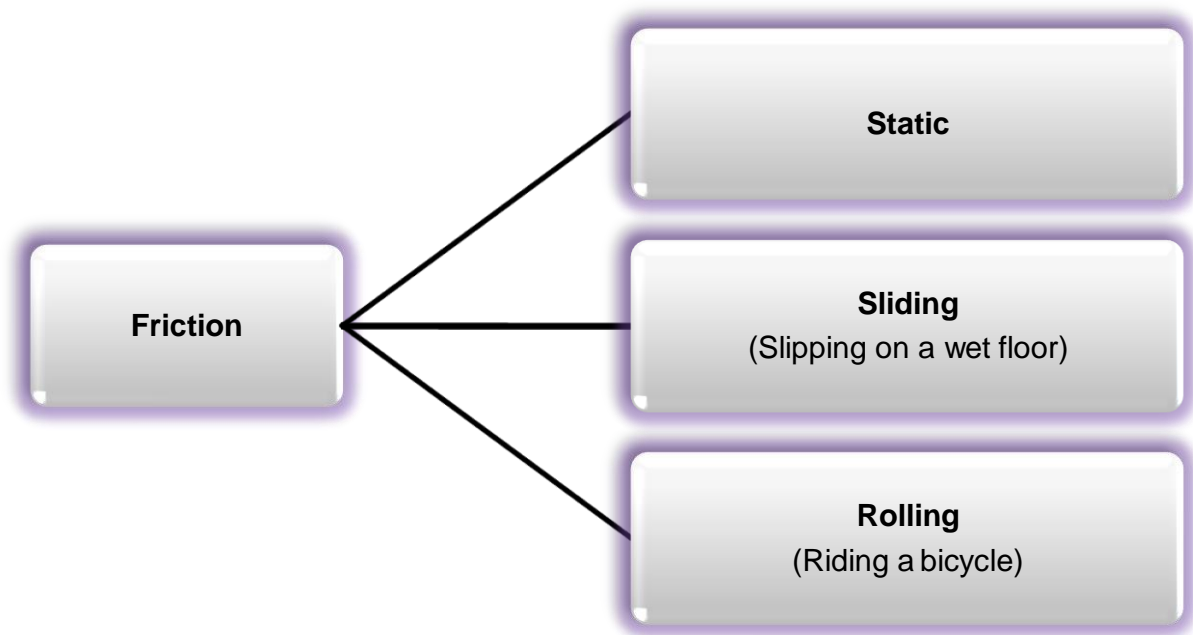 Friction
Static
Sliding
(Slipping on a wet floor)
Rolling
(Riding a bicycle)